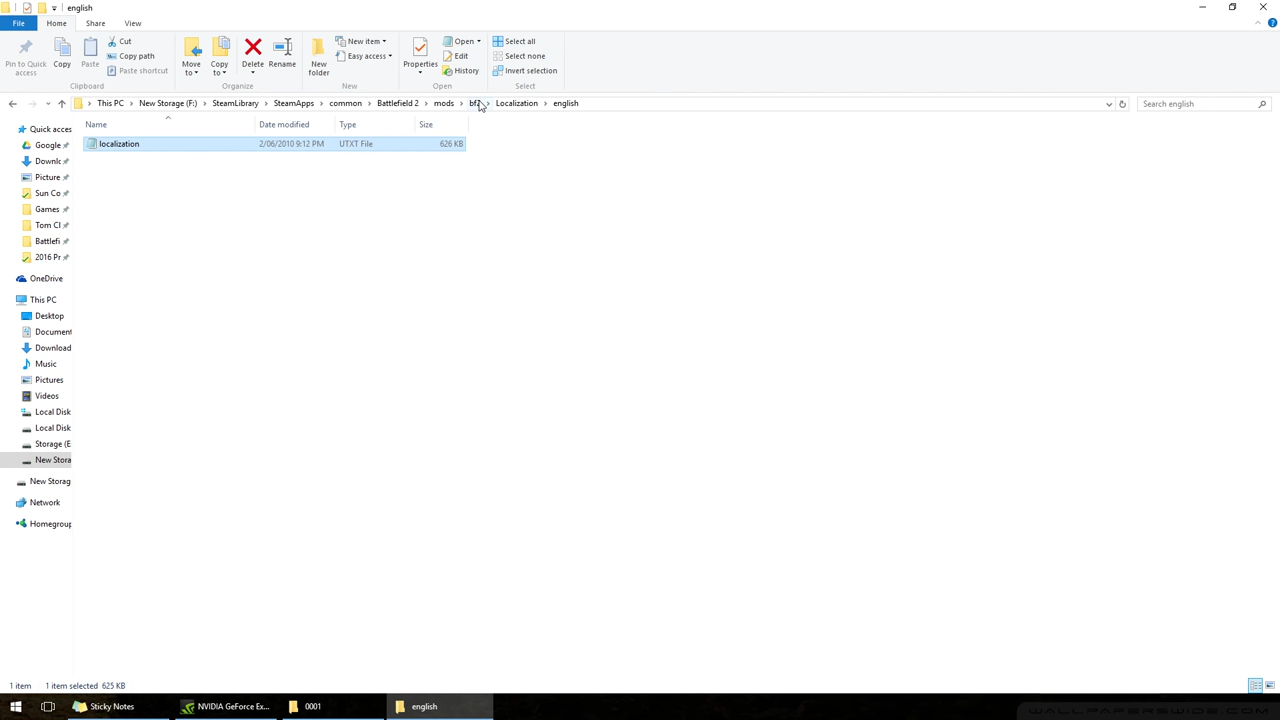 english
File Home Share View
Pin to Quick access
Copy
Paste
Cut
Copy path
Paste shortcut
Clipboard
Move to
Copy to
Delete
Rename
Organize
New folder
New item
Easy access
New
Properties
Open
Edit
History
Open
Select all
Select none
Invert selection
Select
This PC New Storage (F:) SteamLibrary SteamApps common Battlefield 2 mods Localization english
Search english
Name Date modified Type Size
localization 2/06/2010 9:12 PM UTXT File 626 KB
Quick acces
Google
Downlc
Picture
Sun Co
Games
Tom Cl
Battlefi
2016 Pr
OneDrive
This PC
Desktop
Document
Download
Music
Pictures
Videos
Local Disk
Local Disk
Storage (E
New Stora
New Storag
Network
Homegroup
1 item 1 item selected 625 KB
Sticky Notes NVIDIA GeForce Ex... 0001 english
WALLPAPERSWIDE.COM